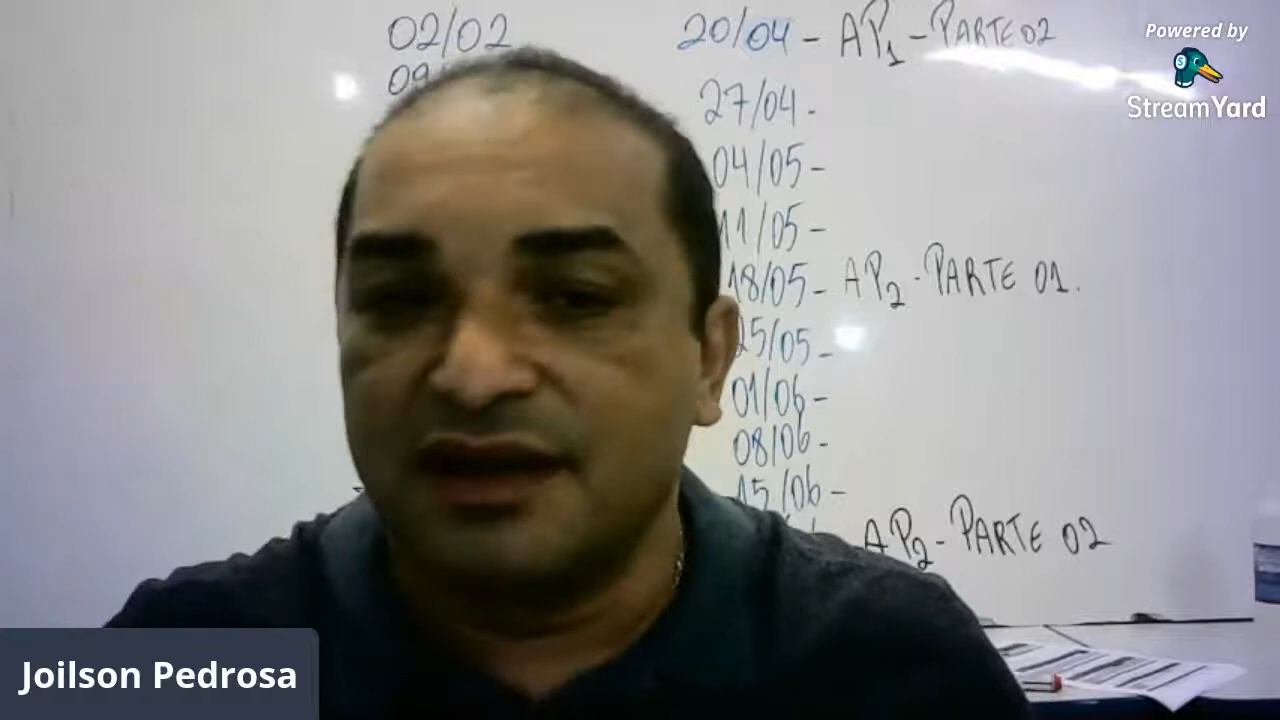 02/02
09
20/04 - AP1 - PARTE 02
27/04 -
04/05 -
11/05 -
18/05 - AP2 - PARTE 01.
25/05 -
01/06 -
08/06 -
15/06 -
AP2 - PARTE 02
Powered by
StreamYard
Joilson Pedrosa